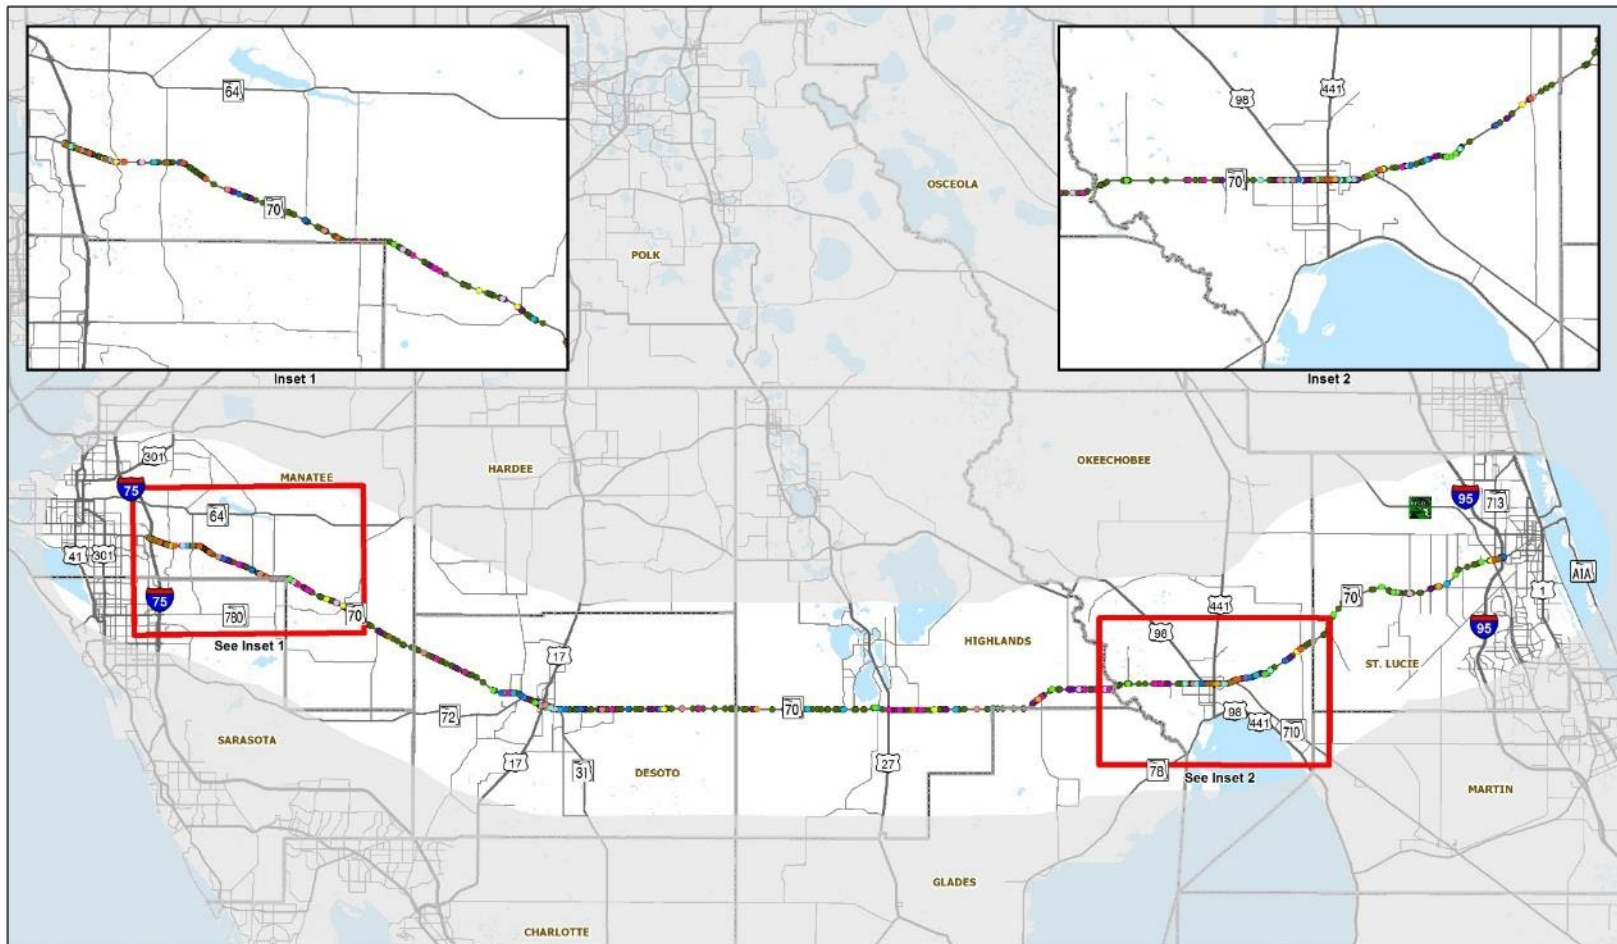 64
70
Inset 1
98
441
70
Inset 2
OSCEOLA
POLK
301
MANATEE
HARDEE
OKEECHOBEE
75
64
95
713
41
301
A1A
75
780
70
441
70
1
See Inset 1
98
HIGHLANDS
95
17
ST. LUCIE
72
70
98
441
710
SARASOTA
17
31
DESOTO
27
78
See Inset 2
MARTIN
GLADES
CHARLOTTE